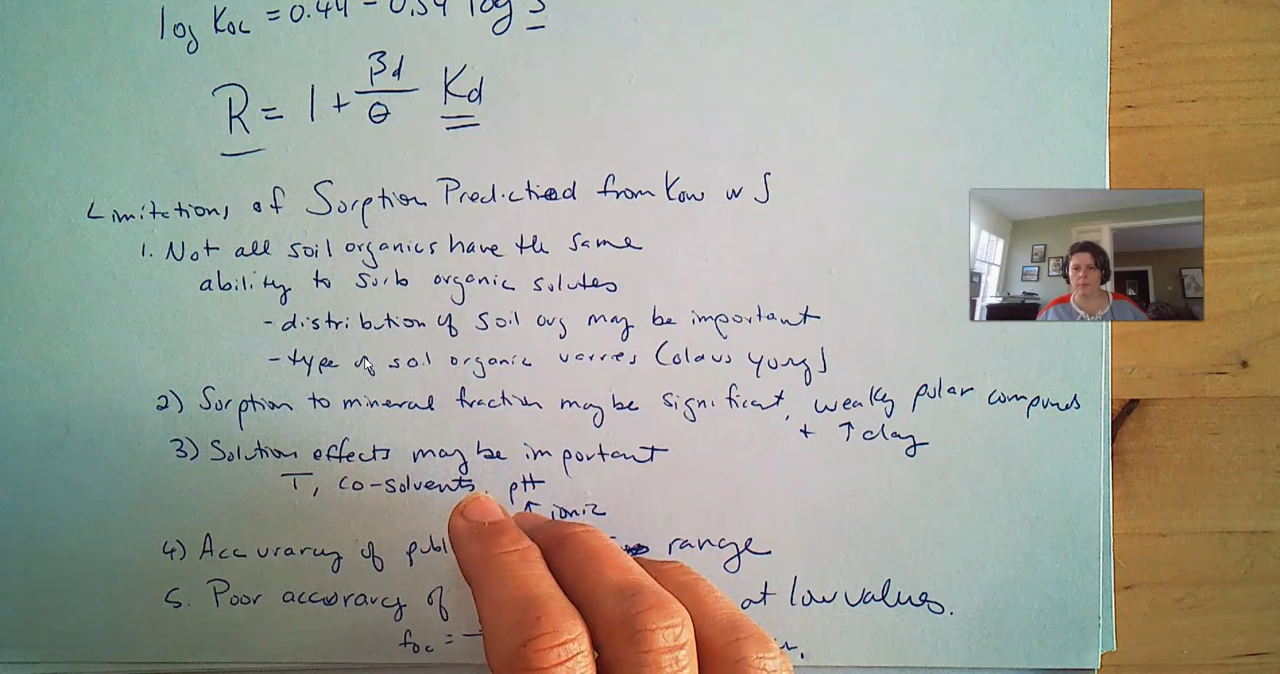 log Koc = 0.44 - 0.54 log S
R = 1 + βd/θ Kd
Limitations of Sorption Predicted from Kow or S
1. Not all soil organics have the same
ability to sorb organic solutes
- distribution of soil org may be important
- type of soil organic varries (old vs young)
2) Sorption to mineral fraction may be significant, weakly polar compounds
+ ↑ clay
3) Solution effects may be important
T, co-solvents, pH
↑ ionic
4) Accuracy of publ range
5. Poor accuracy of at low values.
foc =